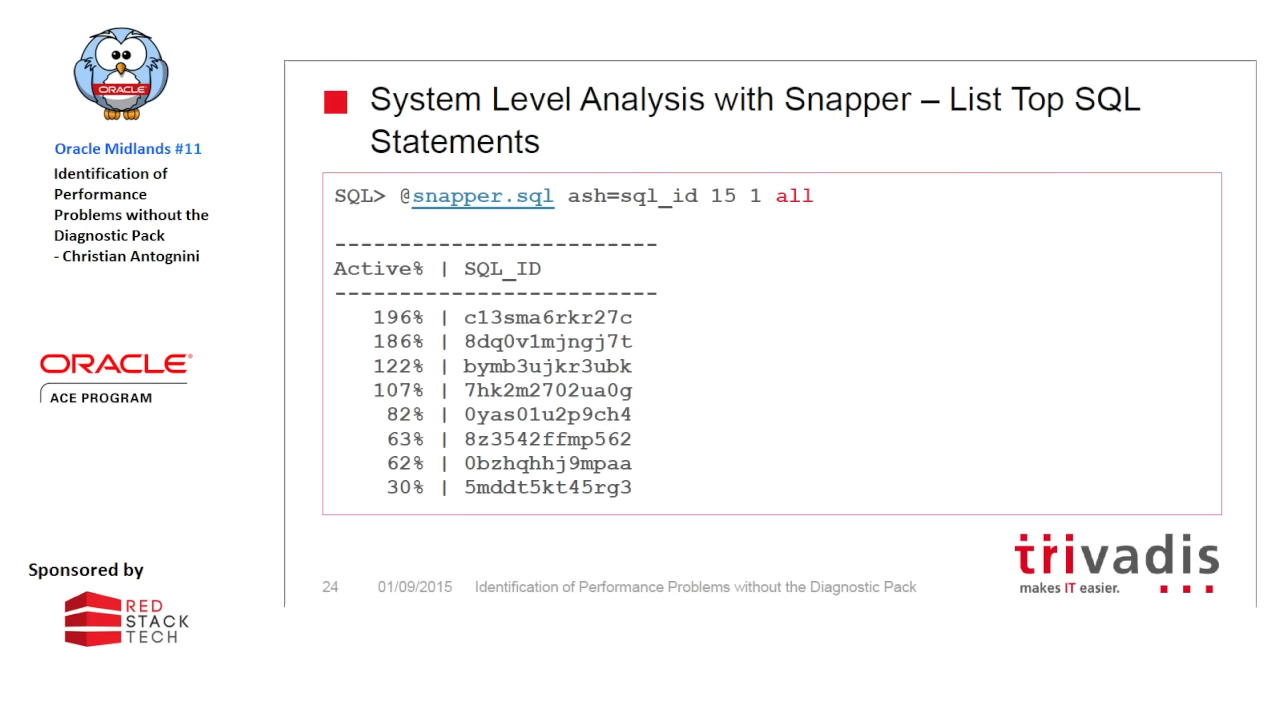 ORACLE
Oracle Midlands #11
Identification of
Performance
Problems without the
Diagnostic Pack
- Christian Antognini
ORACLE®
ACE PROGRAM
Sponsored by
RED
STACK
TECH
System Level Analysis with Snapper – List Top SQL
Statements
SQL> @snapper.sql ash=sql_id 15 1 all
-------------------------
Active% | SQL_ID
-------------------------
196% | c13sma6rkr27c
186% | 8dq0v1mjngj7t
122% | bymb3ujkr3ubk
107% | 7hk2m2702ua0g
82% | 0yas01u2p9ch4
63% | 8z3542ffmp562
62% | 0bzhqhhj9mpaa
30% | 5mddt5kt45rg3
trivadis
makes IT easier.
24 01/09/2015 Identification of Performance Problems without the Diagnostic Pack